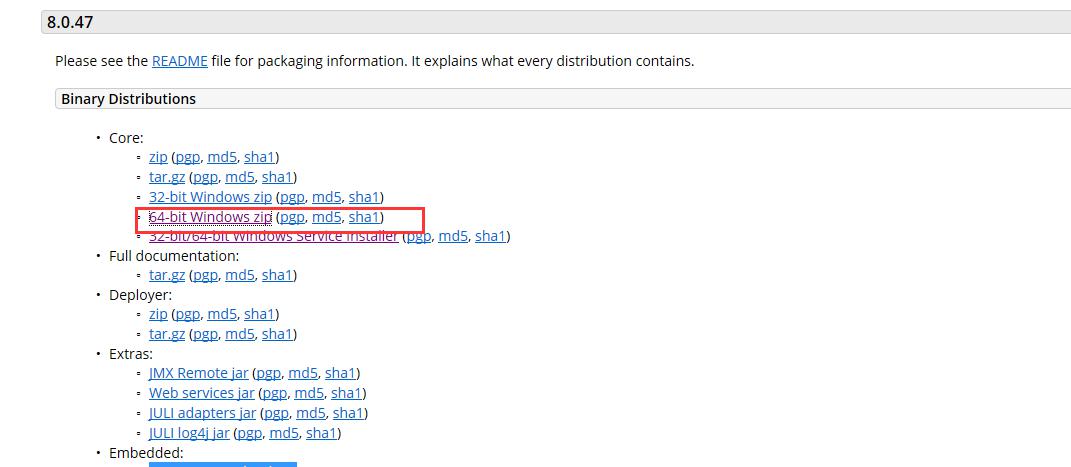 8.0.47
Please see the README file for packaging information. It explains what every distribution contains.
Binary Distributions
• Core:
▫ zip (pgp, md5, sha1)
▫ tar.gz (pgp, md5, sha1)
▫ 32-bit Windows zip (pgp, md5, sha1)
▫ 64-bit Windows zip (pgp, md5, sha1)
▫ 32-bit/64-bit Windows Service Installer (pgp, md5, sha1)
• Full documentation:
▫ tar.gz (pgp, md5, sha1)
• Deployer:
▫ zip (pgp, md5, sha1)
▫ tar.gz (pgp, md5, sha1)
• Extras:
▫ JMX Remote jar (pgp, md5, sha1)
▫ Web services jar (pgp, md5, sha1)
▫ JULI adapters jar (pgp, md5, sha1)
▫ JULI log4j jar (pgp, md5, sha1)
• Embedded: